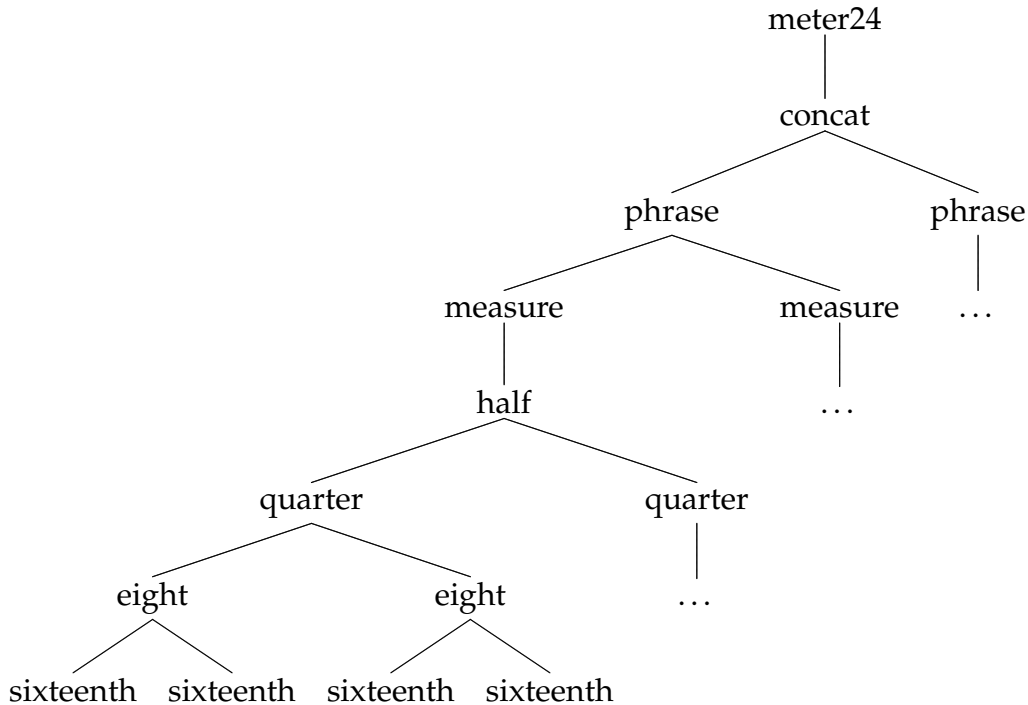 meter24
concat
phrase phrase
measure measure ...
half ...
quarter quarter
eight eight ...
sixteenth sixteenth sixteenth sixteenth